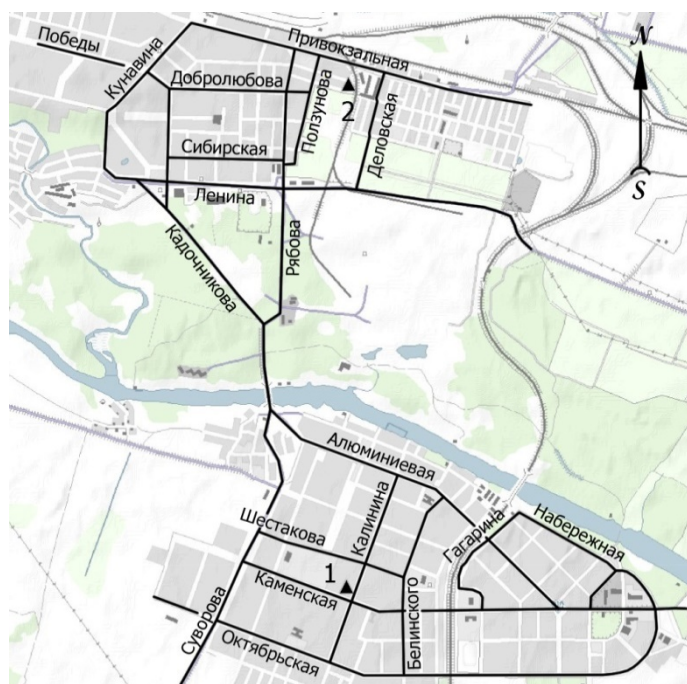 Победы
Привокзальная
N
Кунавина
Добролюбова
Ползунова
2
Деловская
Сибирская
S
Ленина
Кадочникова
Рябова
Алюминиевая
Шестакова
Калинина
Гагарина
Набережная
1
Каменская
Белинского
Суворова
Октябрьская